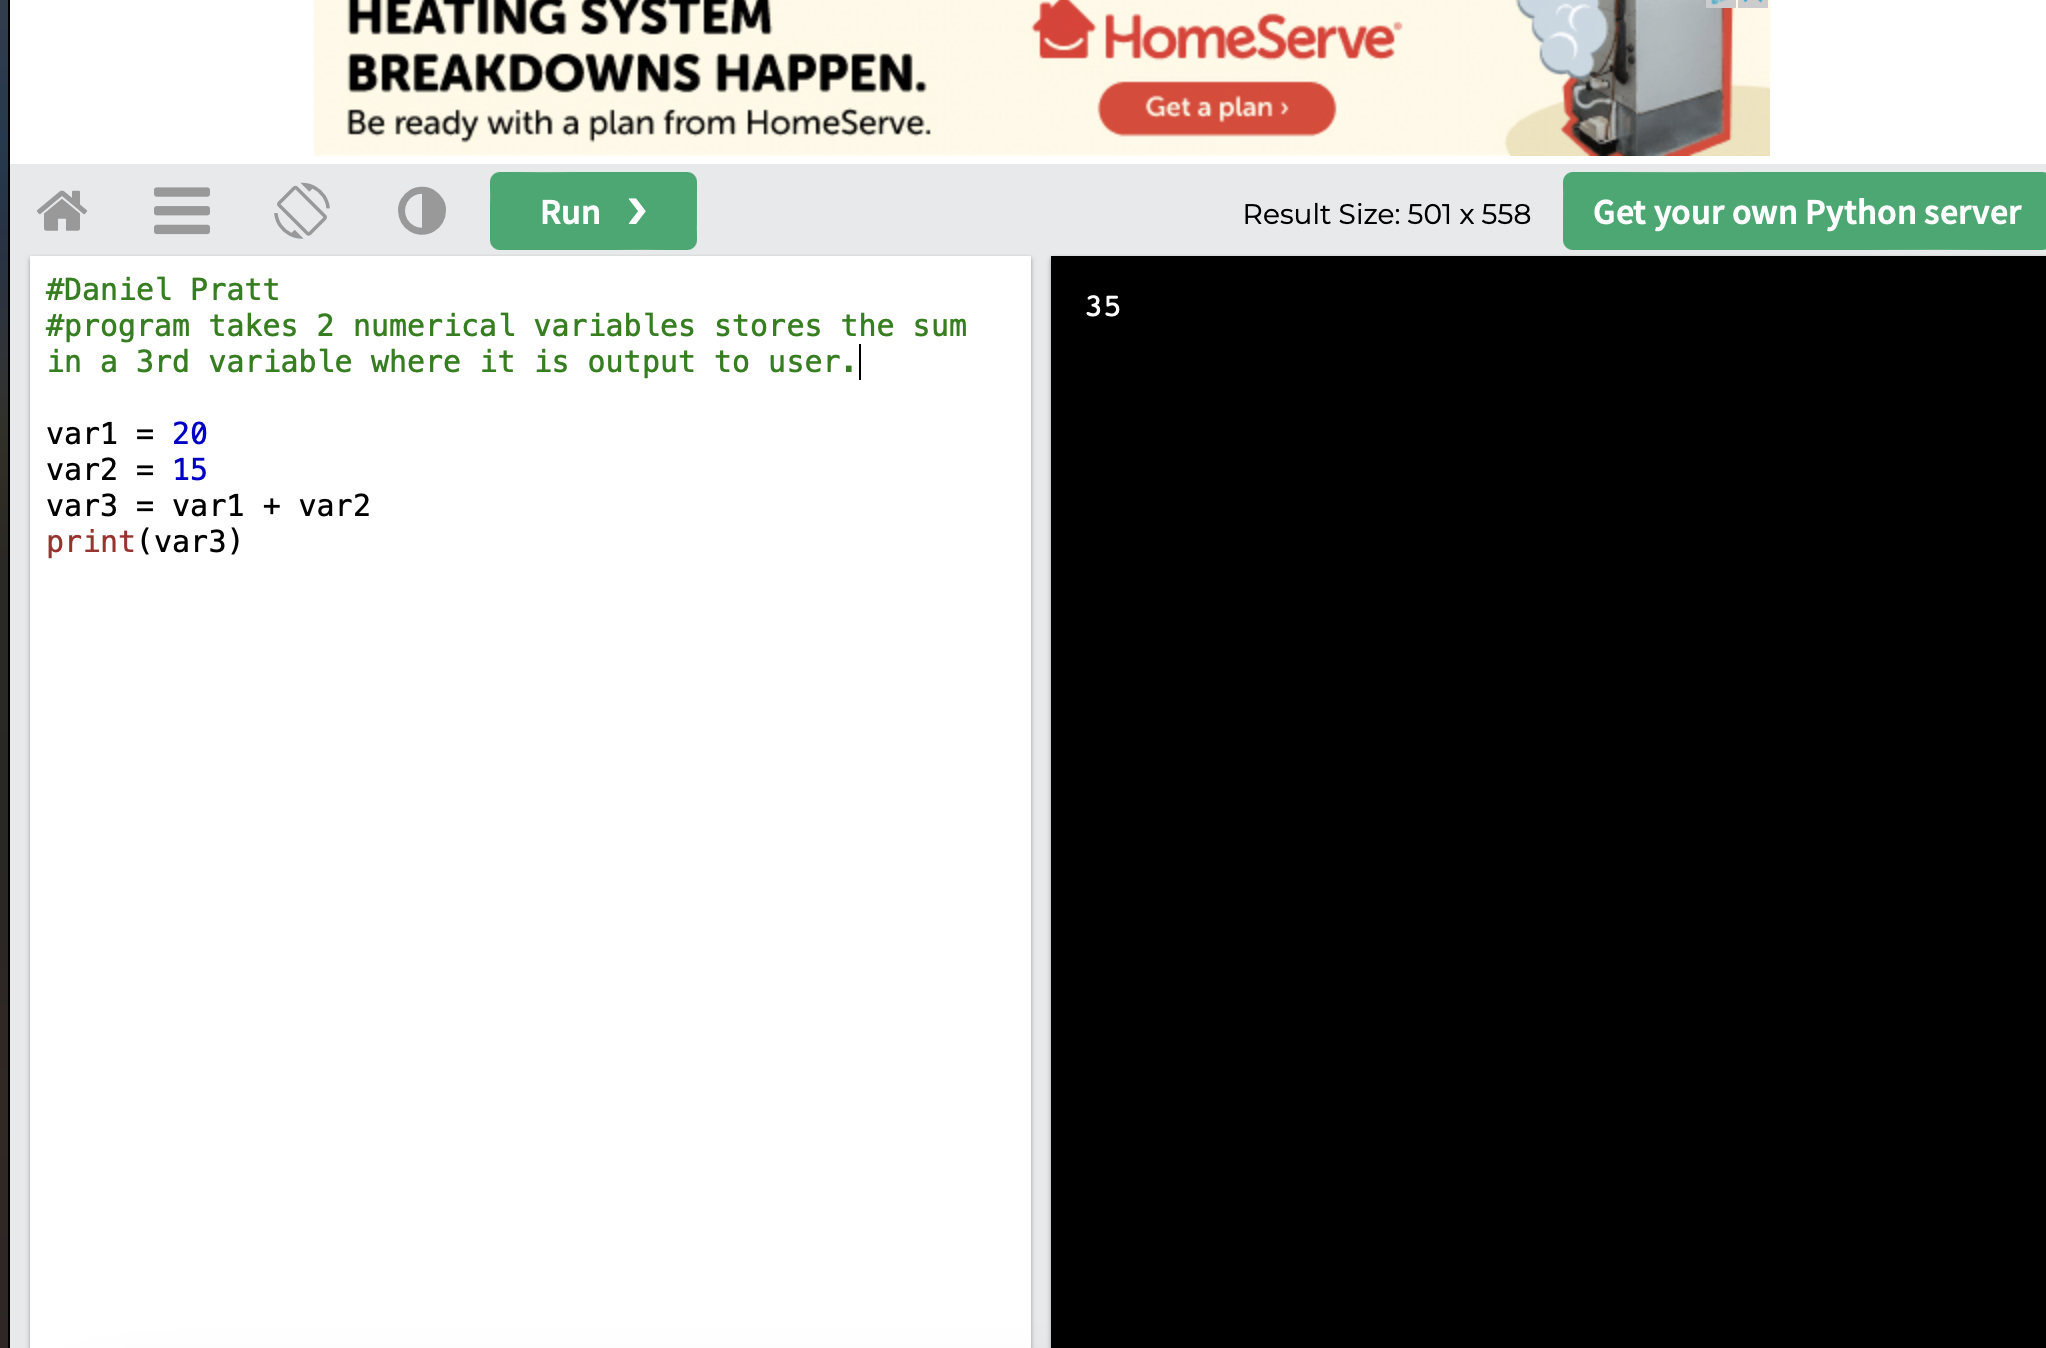 HEATING SYSTEM
BREAKDOWNS HAPPEN.
Be ready with a plan from HomeServe.
HomeServe®
Get a plan ›
Run ❯
Result Size: 501 x 558
Get your own Python server
#Daniel Pratt
#program takes 2 numerical variables stores the sum
in a 3rd variable where it is output to user.
var1 = 20
var2 = 15
var3 = var1 + var2
print(var3)
35